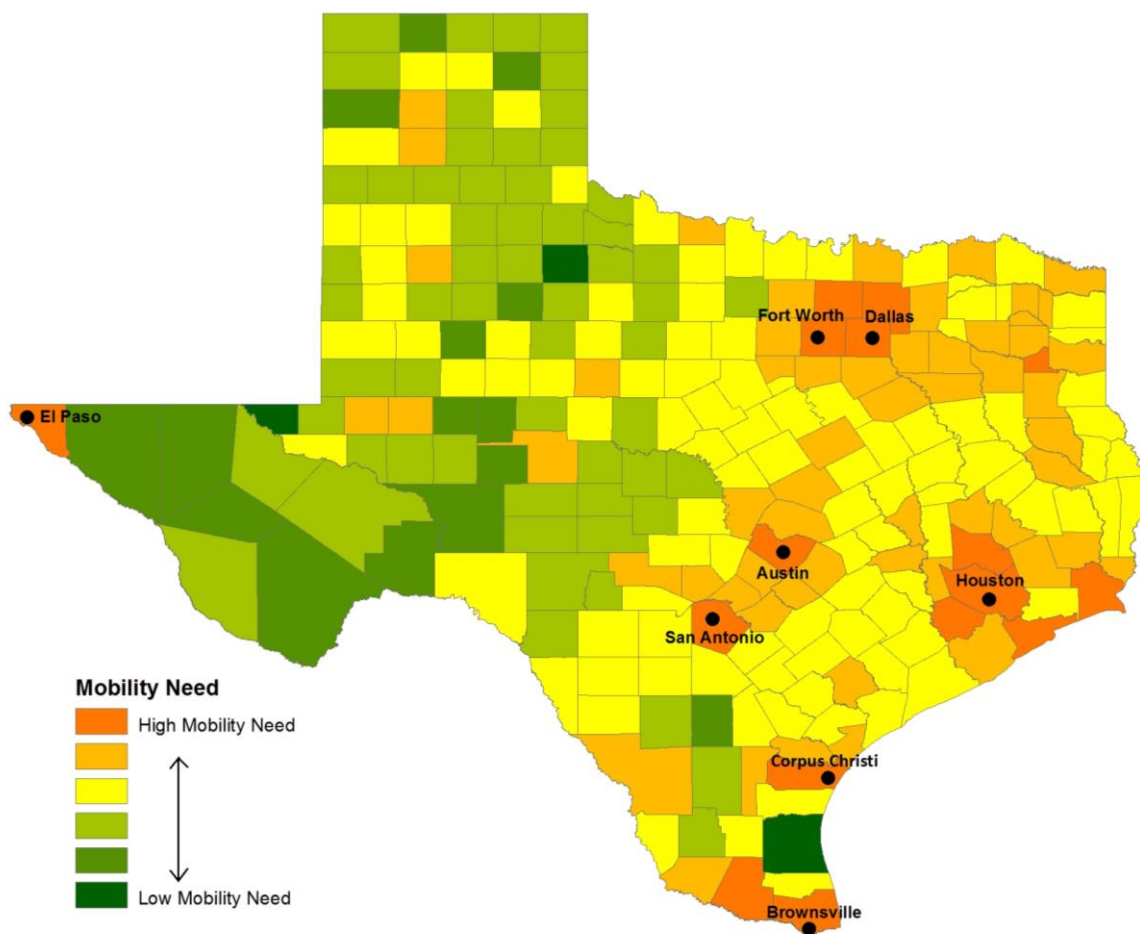 Fort Worth
Dallas
El Paso
Austin
Houston
San Antonio
Mobility Need
High Mobility Need
Corpus Christi
Low Mobility Need
Brownsville